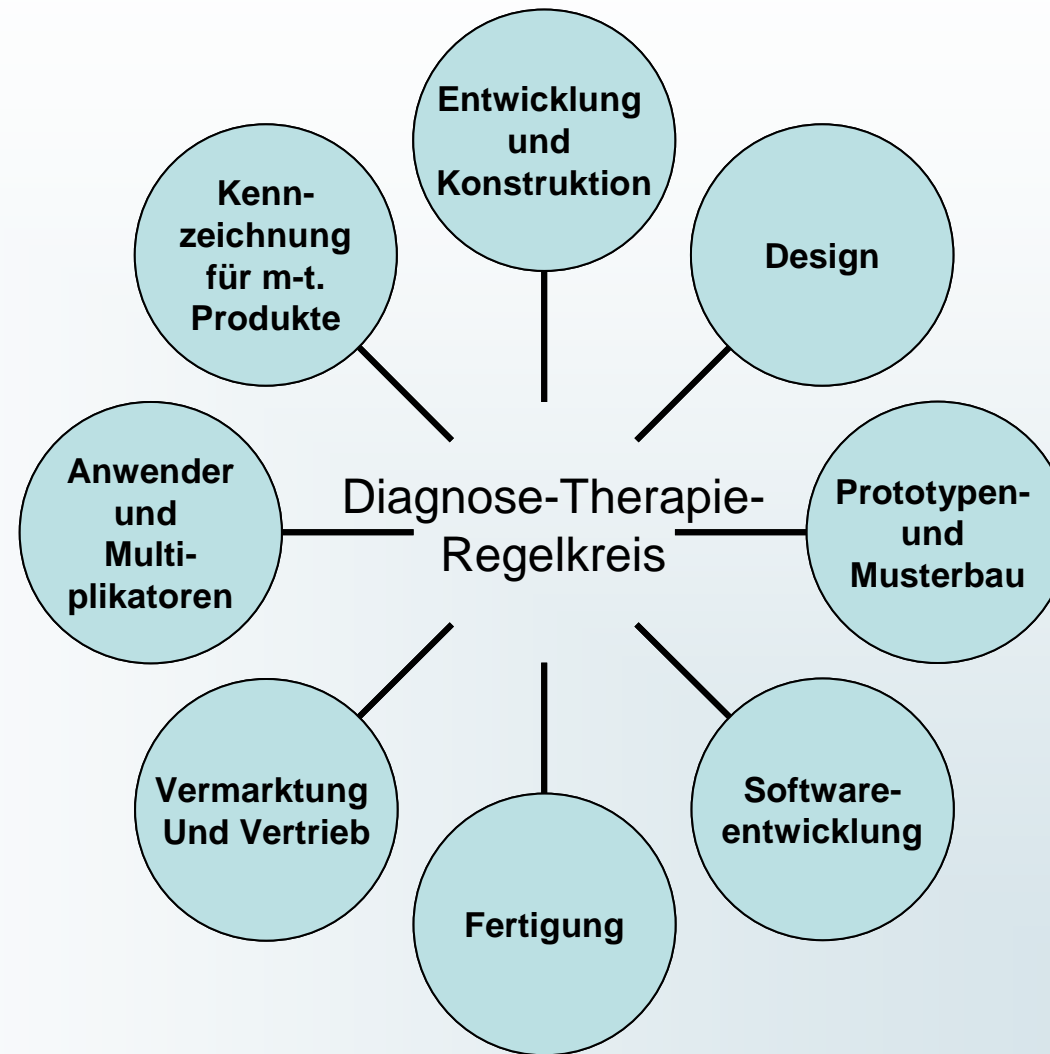 Entwicklung
und
Konstruktion
Design
Prototypen-
und
Musterbau
Software-
entwicklung
Fertigung
Vermarktung
Und Vertrieb
Anwender
und
Multi-
plikatoren
Kenn-
zeichnung
für m-t.
Produkte
Diagnose-Therapie-
Regelkreis